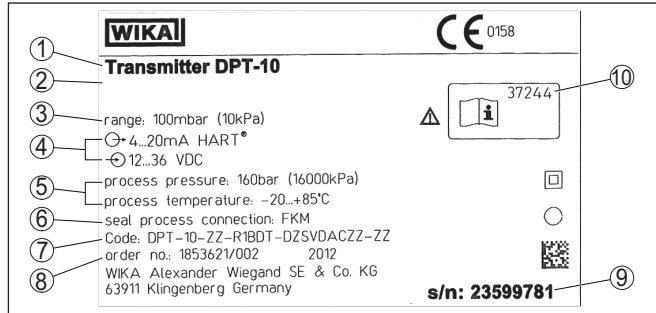 WIKA
CE 0158
① Transmitter DPT-10
②
⑩
37244
i
③ range: 100mbar (10kPa)
④ 4...20mA HART®
12...36 VDC
⑤ process pressure: 160bar (16000kPa)
process temperature: -20...+85°C
⑥ seal process connection: FKM
⑦ Code: DPT-10-ZZ-R1BDT-DZSVDACZZ-ZZ
⑧ order no.: 1853621/002 2012
WIKA Alexander Wiegand SE & Co. KG
63911 Klingenberg Germany
⑨
s/n: 23599781